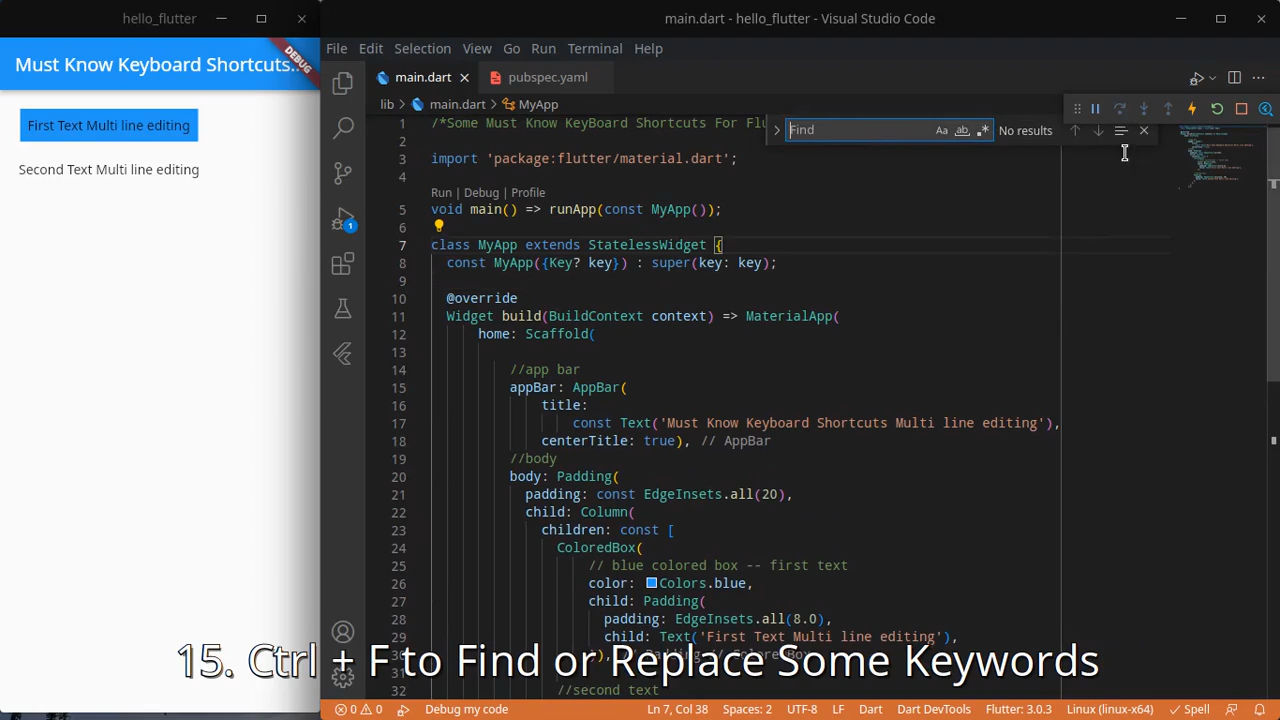 hello_flutter
main.dart - hello_flutter - Visual Studio Code
Must Know Keyboard Shortcuts...
DEBUG
First Text Multi line editing
Second Text Multi line editing
File Edit Selection View Go Run Terminal Help
main.dart
pubspec.yaml
lib > main.dart > MyApp
Find
Aa ab .* No results
1 /*Some Must Know KeyBoard Shortcuts For Flu
2
3 import 'package:flutter/material.dart';
4
Run | Debug | Profile
5 void main() => runApp(const MyApp());
6
7 class MyApp extends StatelessWidget {
8 const MyApp({Key? key}) : super(key: key);
9
10 @override
11 Widget build(BuildContext context) => MaterialApp(
12 home: Scaffold(
13
14 //app bar
15 appBar: AppBar(
16 title:
17 const Text('Must Know Keyboard Shortcuts Multi line editing'),
18 centerTitle: true), // AppBar
19 //body
20 body: Padding(
21 padding: const EdgeInsets.all(20),
22 child: Column(
23 children: const [
24 ColoredBox(
25 // blue colored box -- first text
26 color: Colors.blue,
27 child: Padding(
28 padding: EdgeInsets.all(8.0),
29 child: Text('First Text Multi line editing'),
15. Ctrl + F to Find or Replace Some Keywords
32 //second text
1
0 0 Debug my code
Ln 7, Col 38 Spaces: 2 UTF-8 LF Dart Dart DevTools Flutter: 3.0.3 Linux (linux-x64) Spell